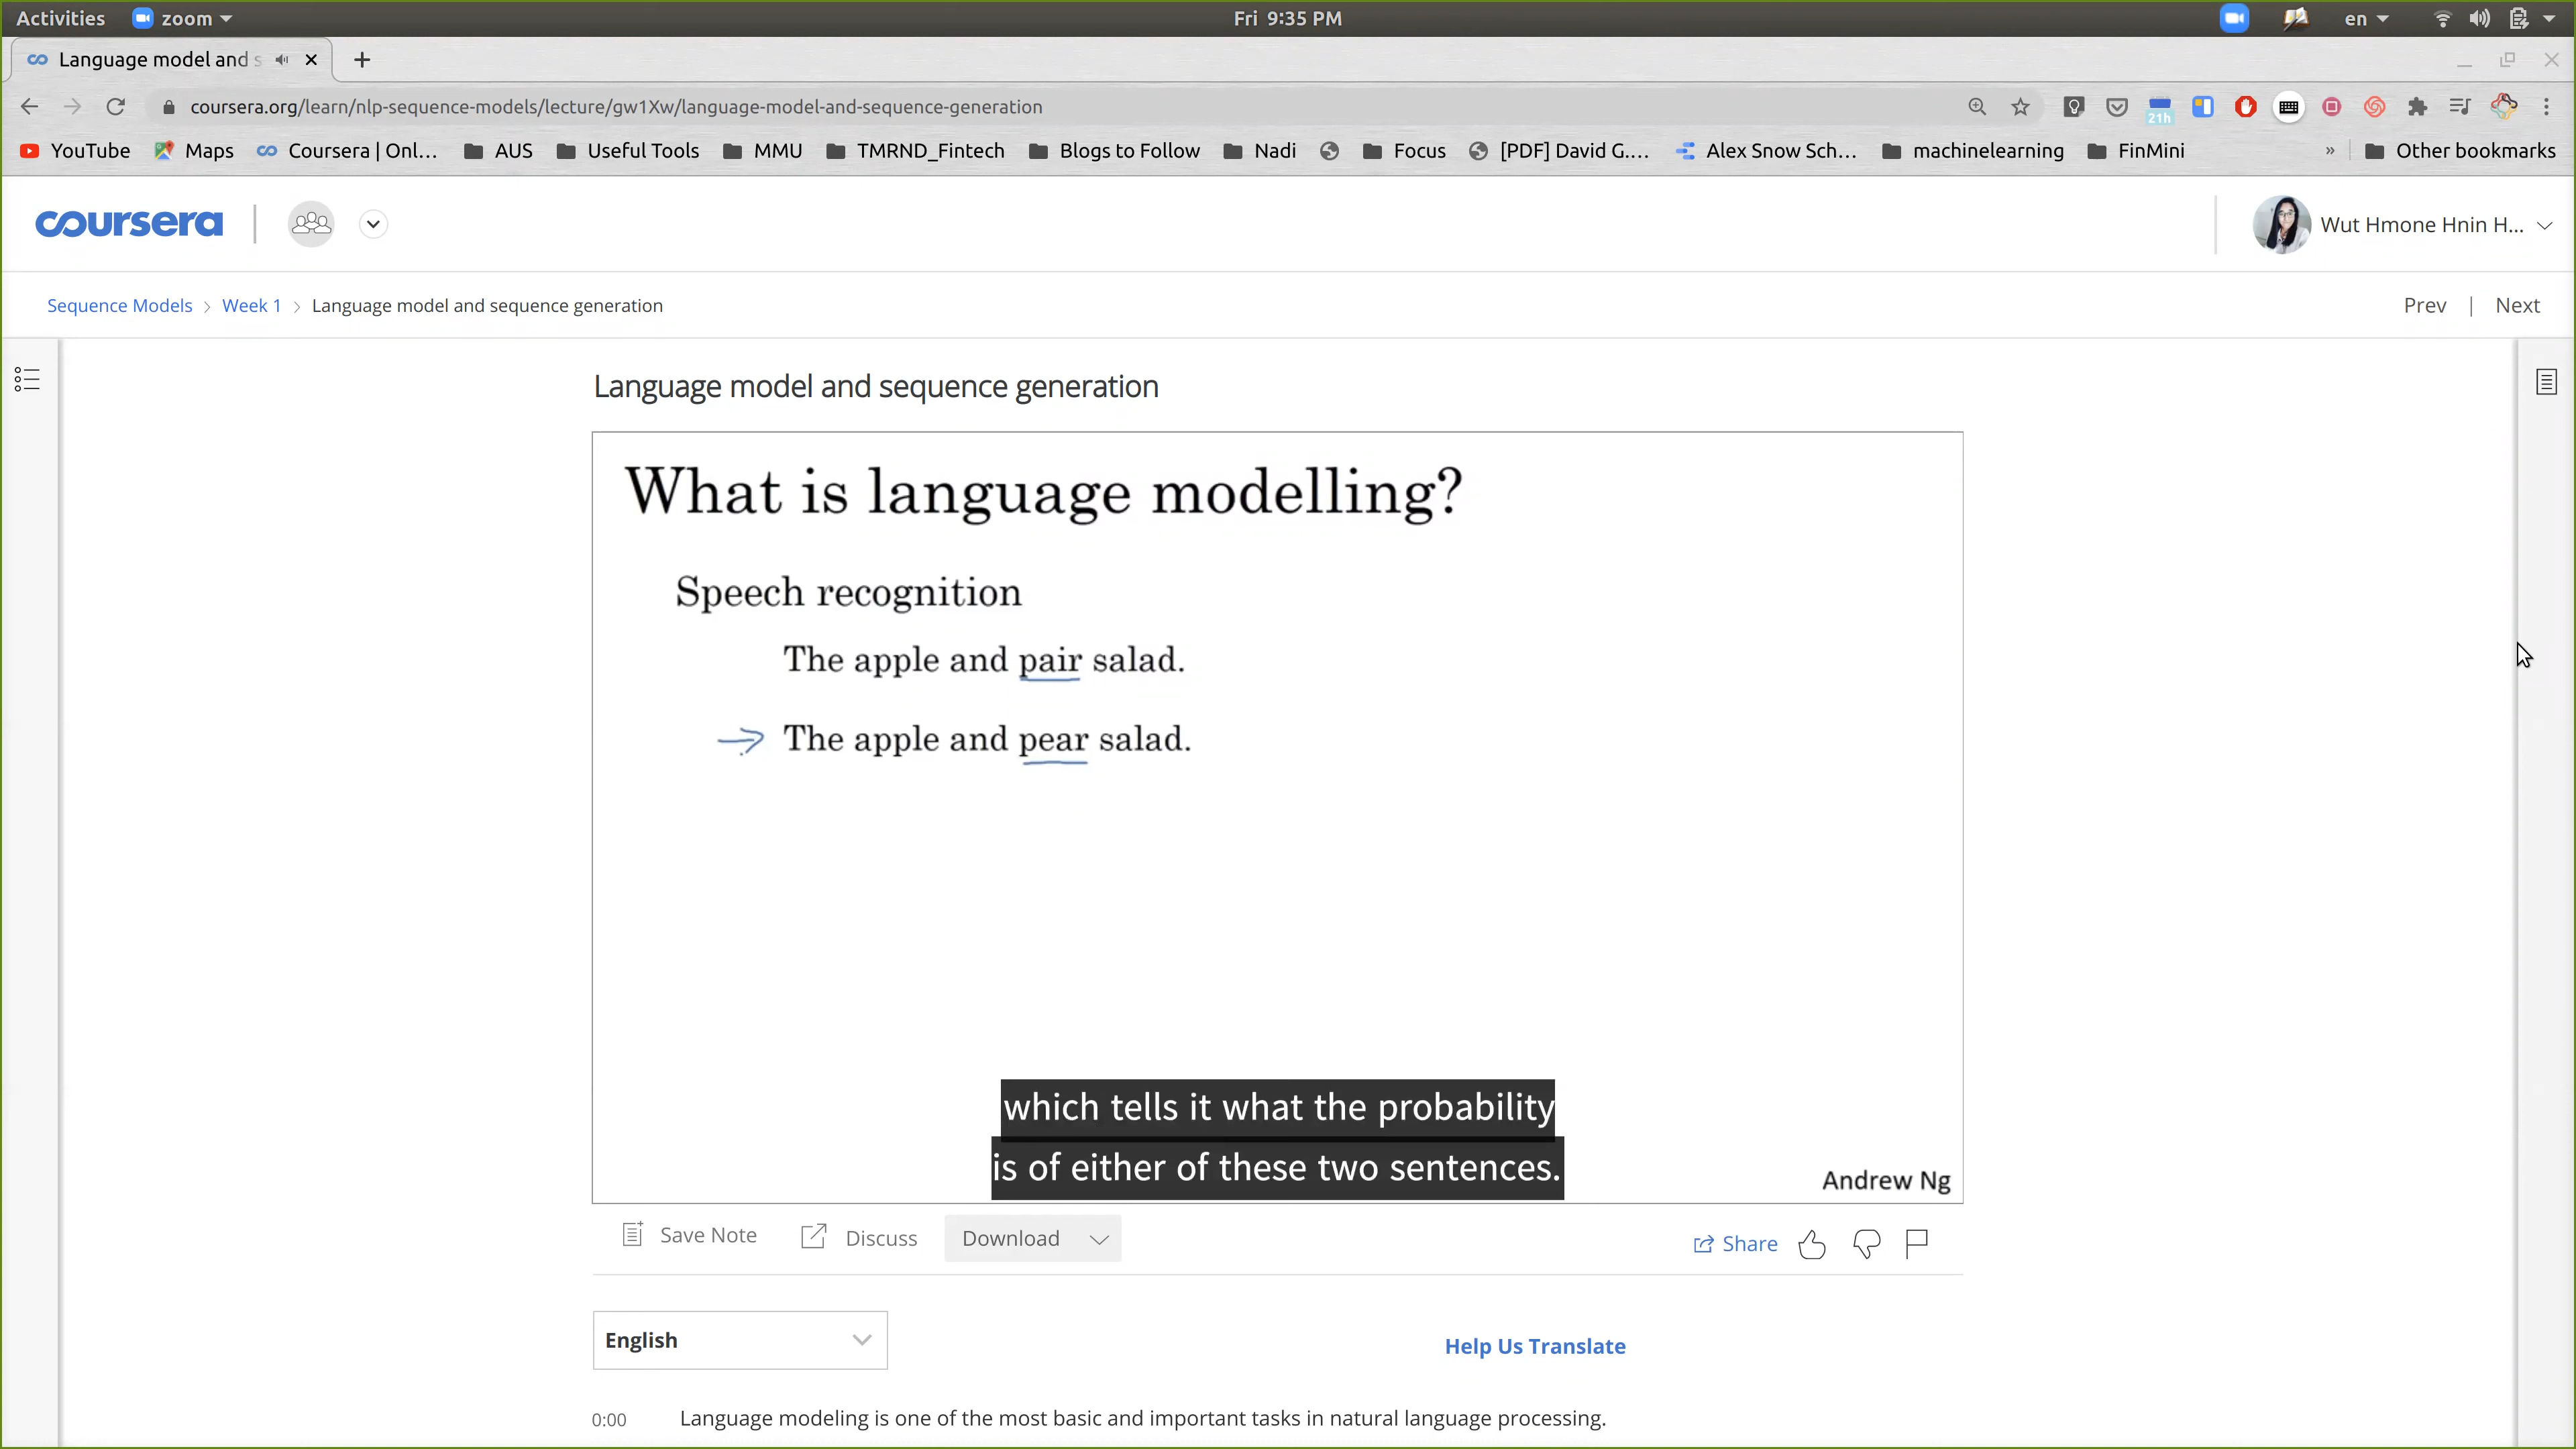 Activities zoom Fri 9:35 PM en
Language model and s
coursera.org/learn/nlp-sequence-models/lecture/gw1Xw/language-model-and-sequence-generation 21h
YouTube Maps Coursera | Onl... AUS Useful Tools MMU TMRND_Fintech Blogs to Follow Nadi Focus [PDF] David G.... Alex Snow Sch... machinelearning FinMini » Other bookmarks
coursera Wut Hmone Hnin H...
Sequence Models > Week 1 > Language model and sequence generation Prev | Next
Language model and sequence generation
What is language modelling?
Speech recognition
The apple and pair salad.
The apple and pear salad.
which tells it what the probability
is of either of these two sentences.
Andrew Ng
Save Note Discuss Download Share
English Help Us Translate
0:00 Language modeling is one of the most basic and important tasks in natural language processing.